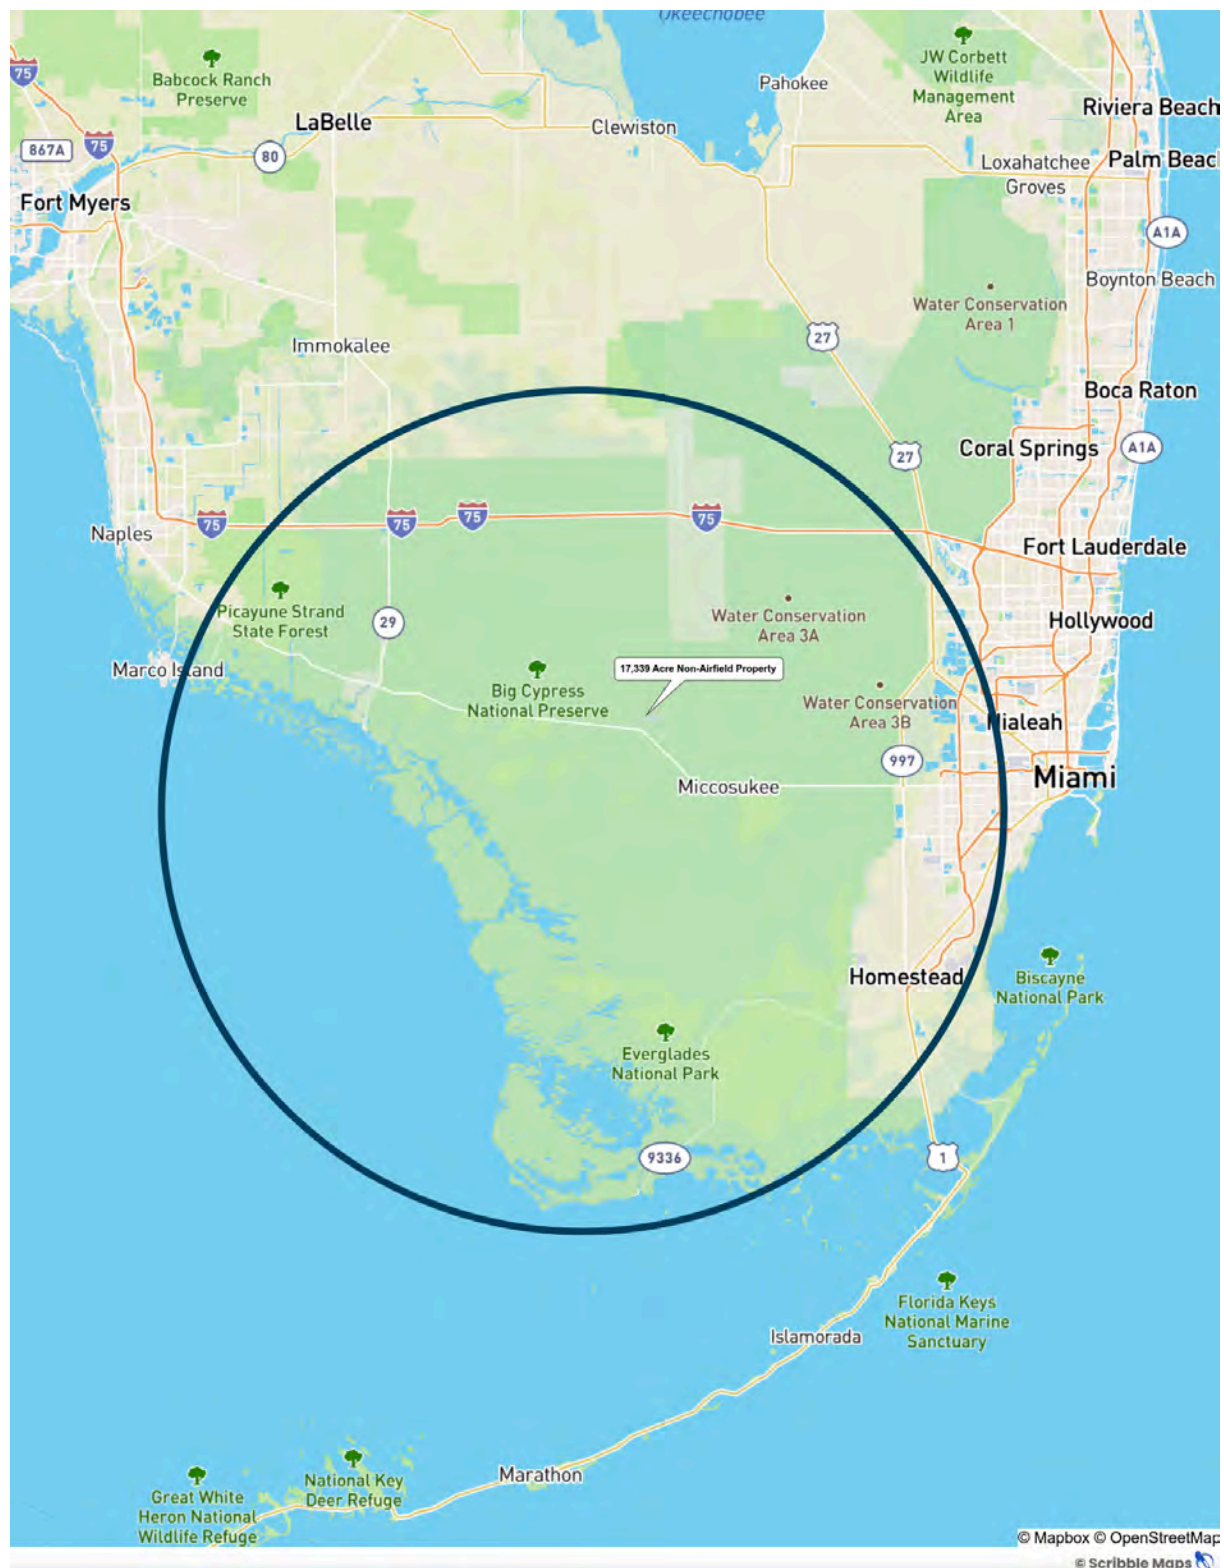 Okeechobee
JW Corbett
Wildlife
Management
Area
Babcock Ranch
Preserve
75
Pahokee
Riviera Beach
LaBelle
Clewiston
75
867A
80
Loxahatchee
Groves
Palm Beac
Fort Myers
A1A
Boynton Beach
Water Conservation
Area 1
27
Immokalee
Boca Raton
27
Coral Springs
A1A
75
75
75
75
Naples
Fort Lauderdale
Picayune Strand
State Forest
29
Water Conservation
Area 3A
Hollywood
Marco Island
17,339 Acre Non-Airfield Property
Big Cypress
National Preserve
Water Conservation
Area 3B
Hialeah
997
Miccosukee
Miami
Homestead
Biscayne
National Park
Everglades
National Park
9336
1
Florida Keys
National Marine
Sanctuary
Islamorada
Marathon
National Key
Deer Refuge
Great White
Heron National
Wildlife Refuge
© Mapbox © OpenStreetMap
© Scribble Maps